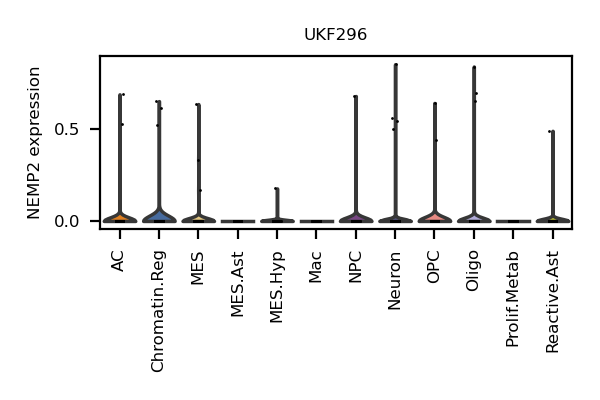 UKF296
NEMP2 expression
0.5
0.0
AC
Chromatin.Reg
MES
MES.Ast
MES.Hyp
Mac
NPC
Neuron
OPC
Oligo
Prolif.Metab
Reactive.Ast